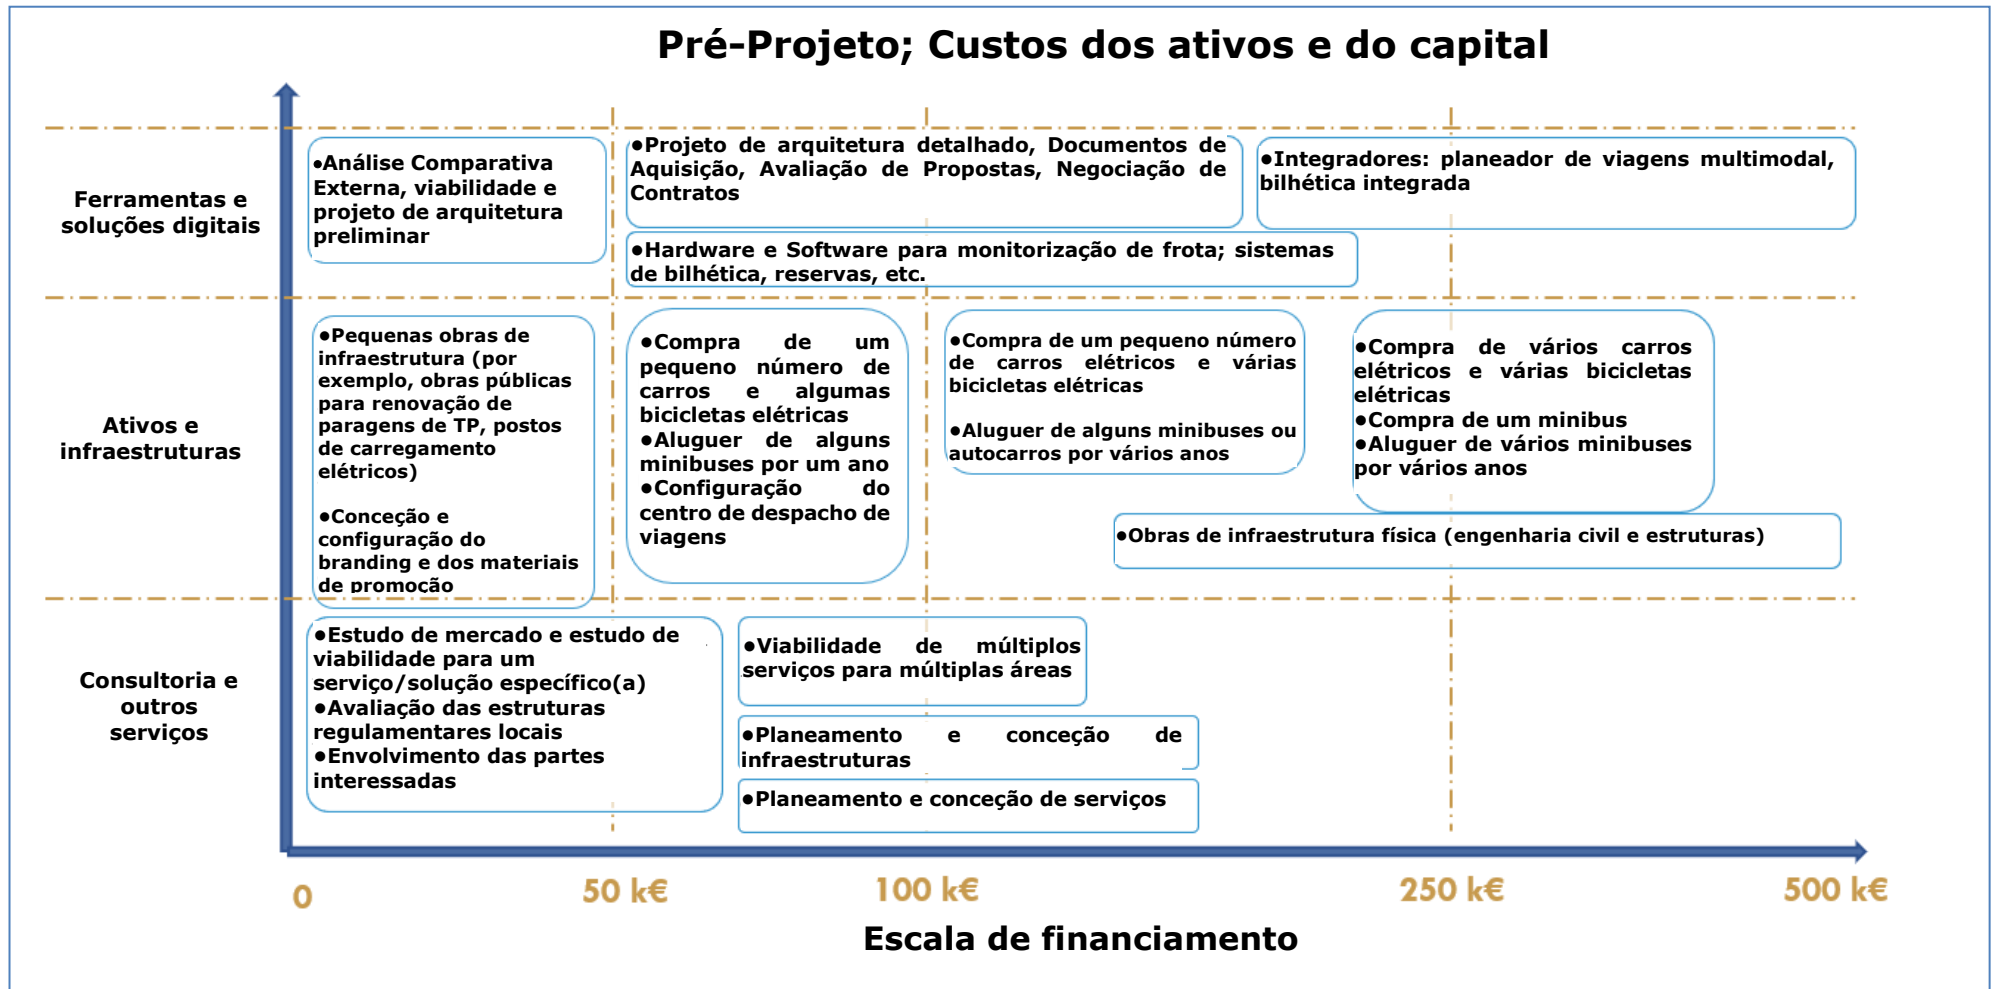 Pré-Projeto; Custos dos ativos e do capital
Ferramentas e
soluções digitais
●Análise Comparativa
Externa, viabilidade e
projeto de arquitetura
preliminar
●Projeto de arquitetura detalhado, Documentos de
Aquisição, Avaliação de Propostas, Negociação de
Contratos
●Integradores: planeador de viagens multimodal,
bilhética integrada
●Hardware e Software para monitorização de frota; sistemas
de bilhética, reservas, etc.
Ativos e
infraestruturas
●Pequenas obras de
infraestrutura (por
exemplo, obras públicas
para renovação de
paragens de TP, postos
de carregamento
elétricos)
●Conceção e
configuração do
branding e dos materiais
de promoção
●Compra de um
pequeno número de
carros e algumas
bicicletas elétricas
●Aluguer de alguns
minibuses por um ano
●Configuração do
centro de despacho de
viagens
●Compra de um pequeno número
de carros elétricos e várias
bicicletas elétricas
●Aluguer de alguns minibuses ou
autocarros por vários anos
●Compra de vários carros
elétricos e várias bicicletas
elétricas
●Compra de um minibus
●Aluguer de vários minibuses
por vários anos
●Obras de infraestrutura física (engenharia civil e estruturas)
Consultoria e
outros
serviços
●Estudo de mercado e estudo de
viabilidade para um
serviço/solução específico(a)
●Avaliação das estruturas
regulamentares locais
●Envolvimento das partes
interessadas
●Viabilidade de múltiplos
serviços para múltiplas áreas
●Planeamento e conceção de
infraestruturas
●Planeamento e conceção de serviços
0
50 k€
100 k€
250 k€
500 k€
Escala de financiamento